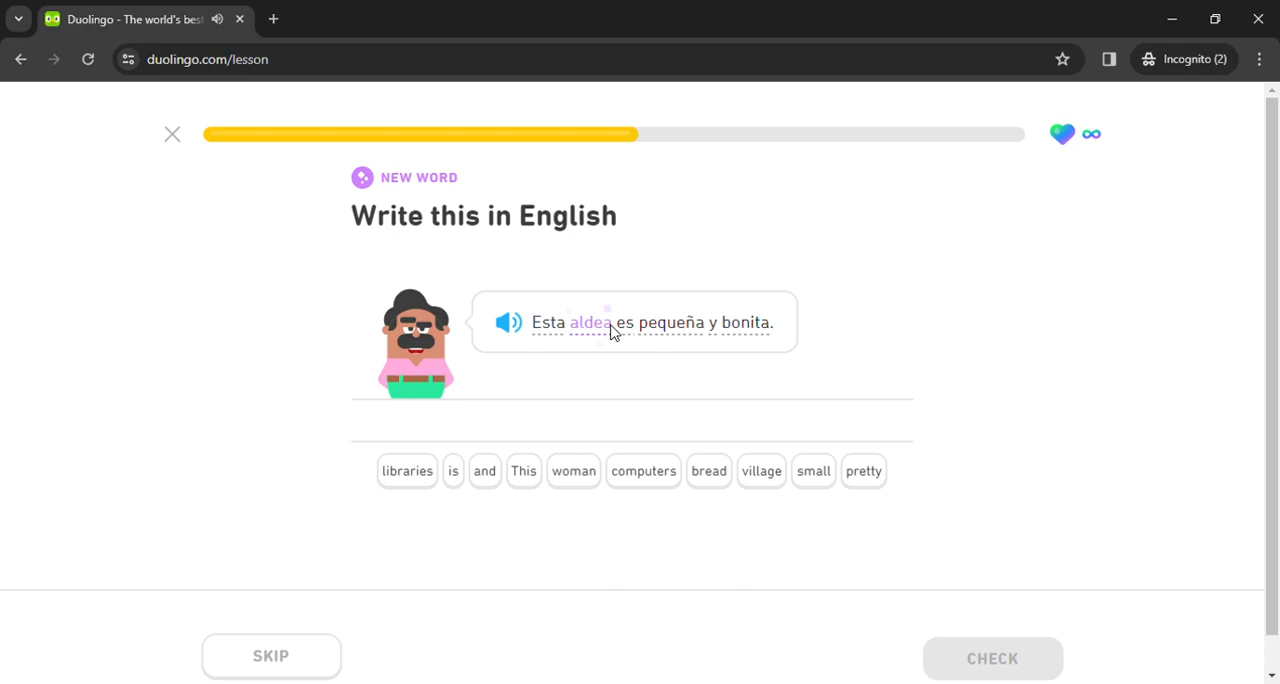 Duolingo - The world's best
duolingo.com/lesson
Incognito (2)
NEW WORD
Write this in English
Esta aldea es pequeña y bonita.
libraries is and This woman computers bread village small pretty
SKIP
CHECK